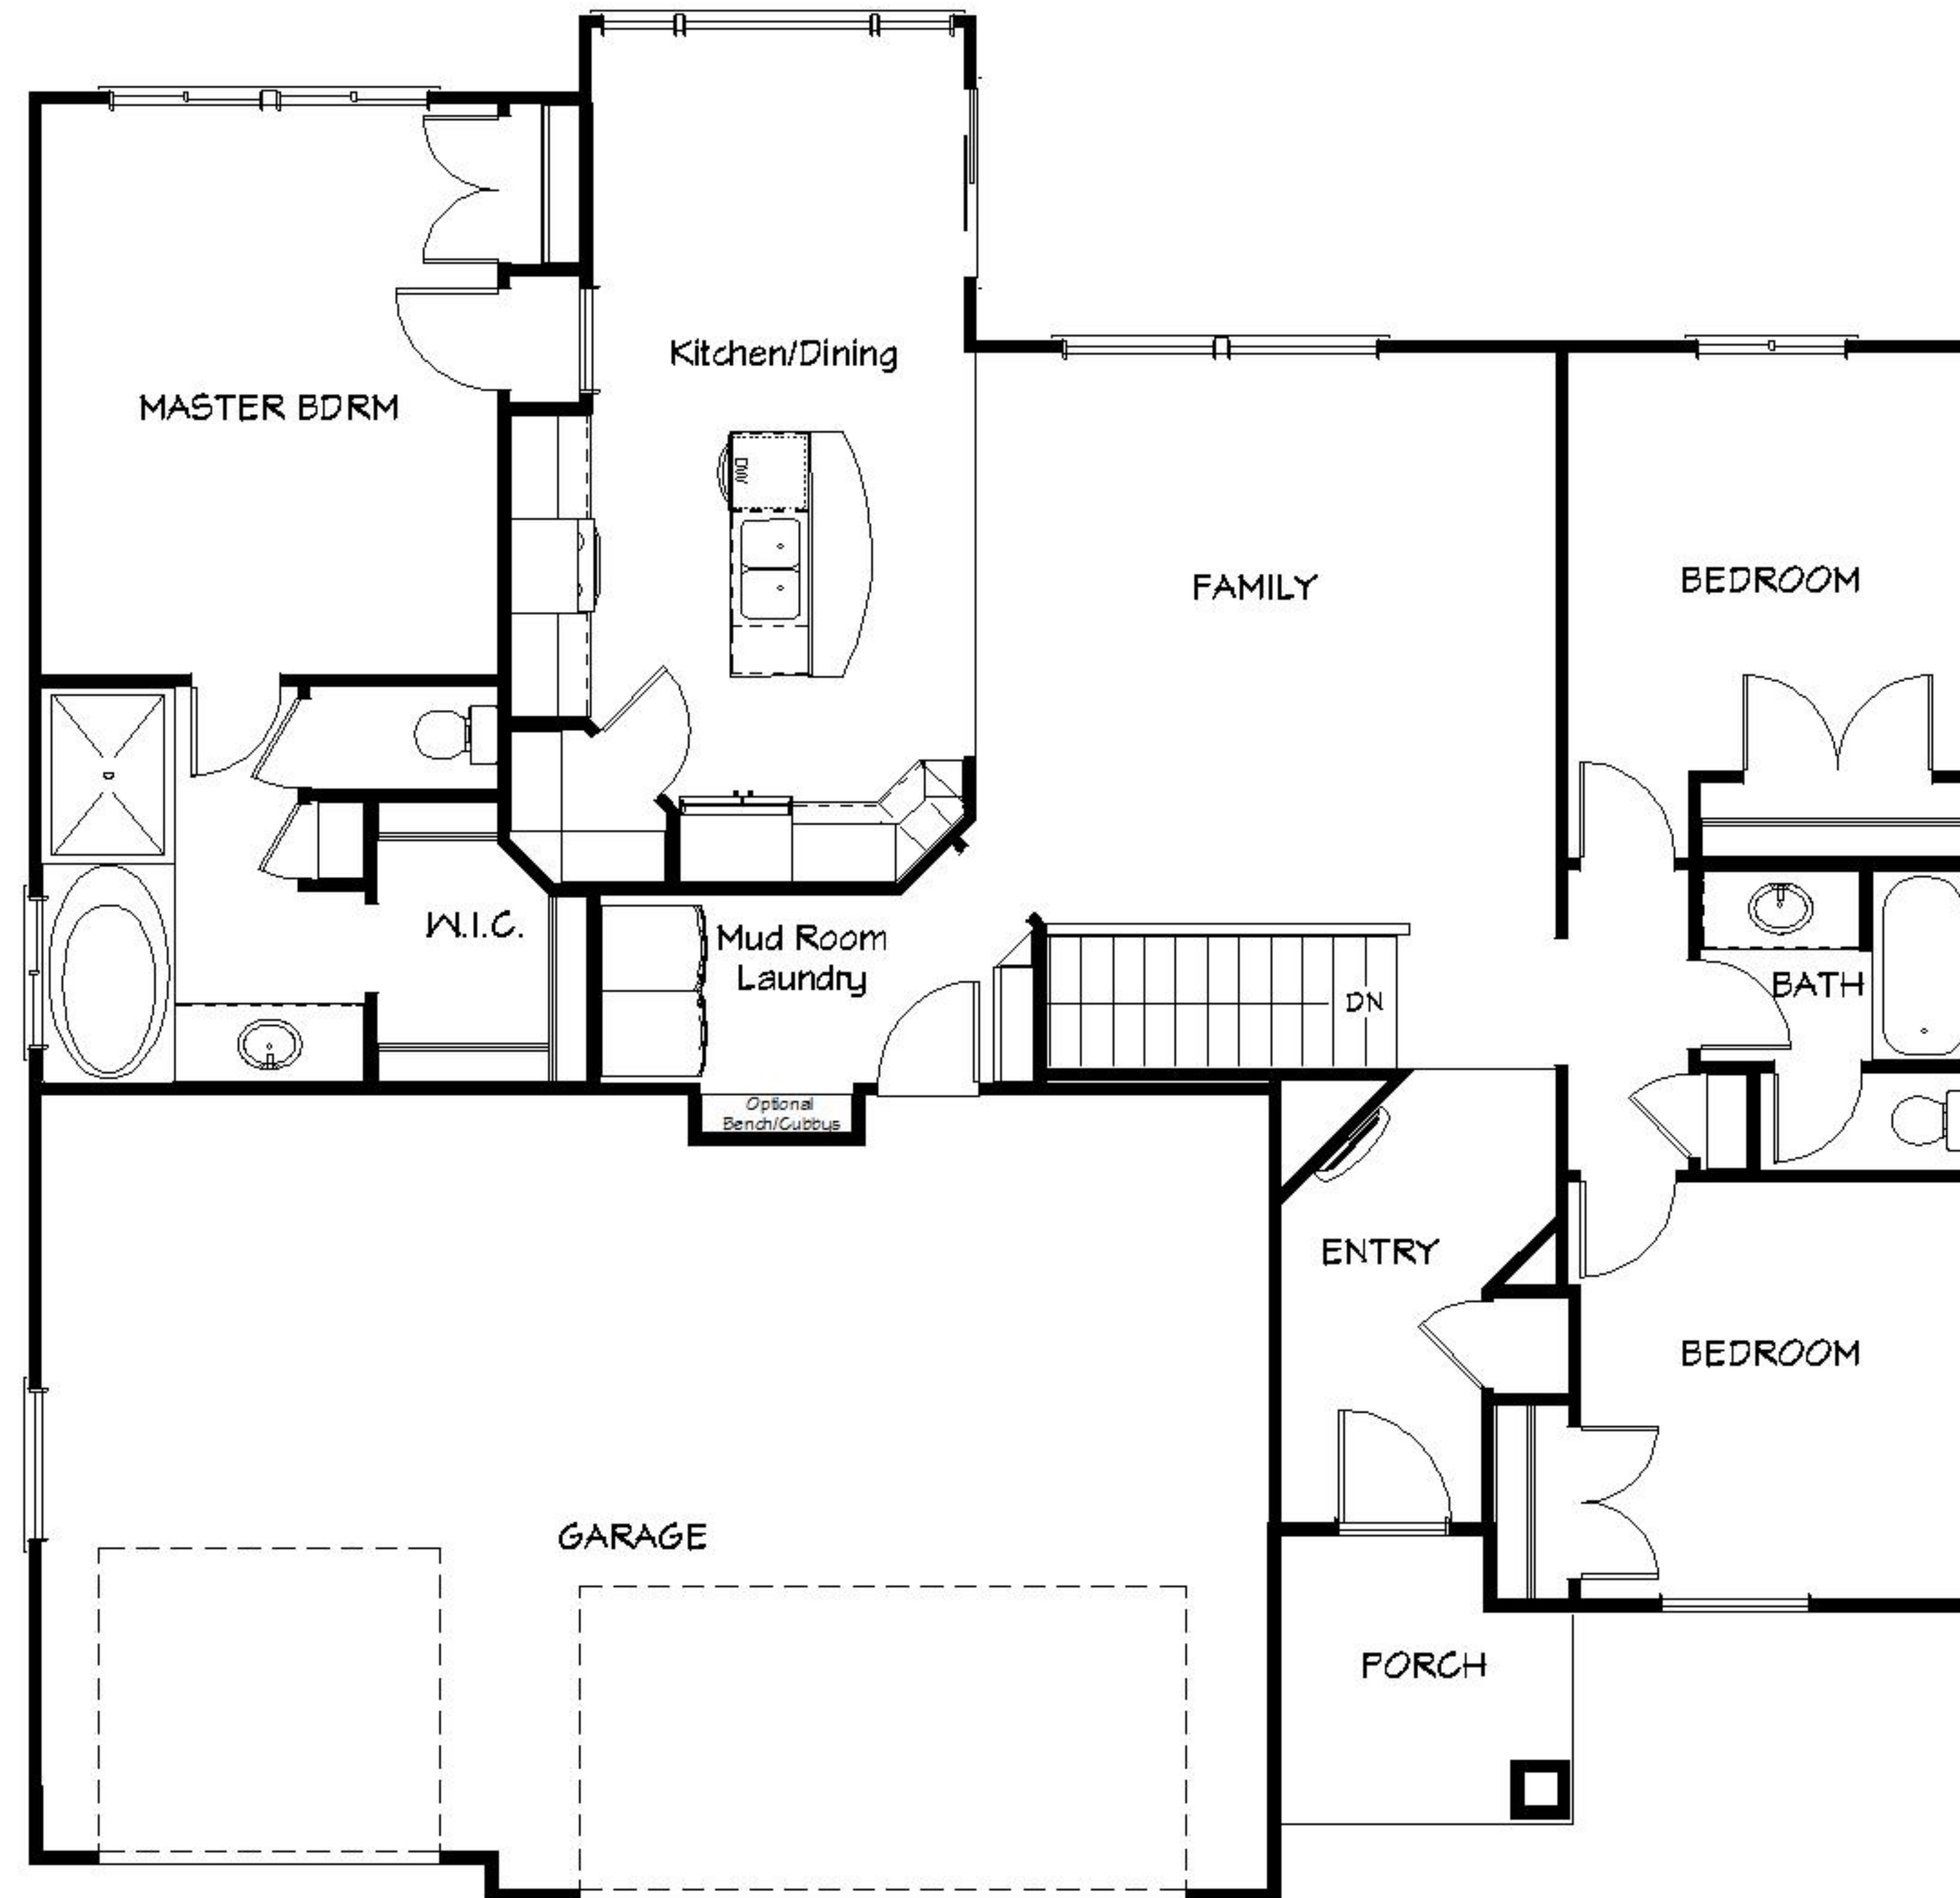 Kitchen/Dining
MASTER BDRM
DW
FAMILY
BEDROOM
W.I.C.
Mud Room
Laundry
DN
BATH
Optional
Bench/Cubbys
ENTRY
BEDROOM
GARAGE
PORCH